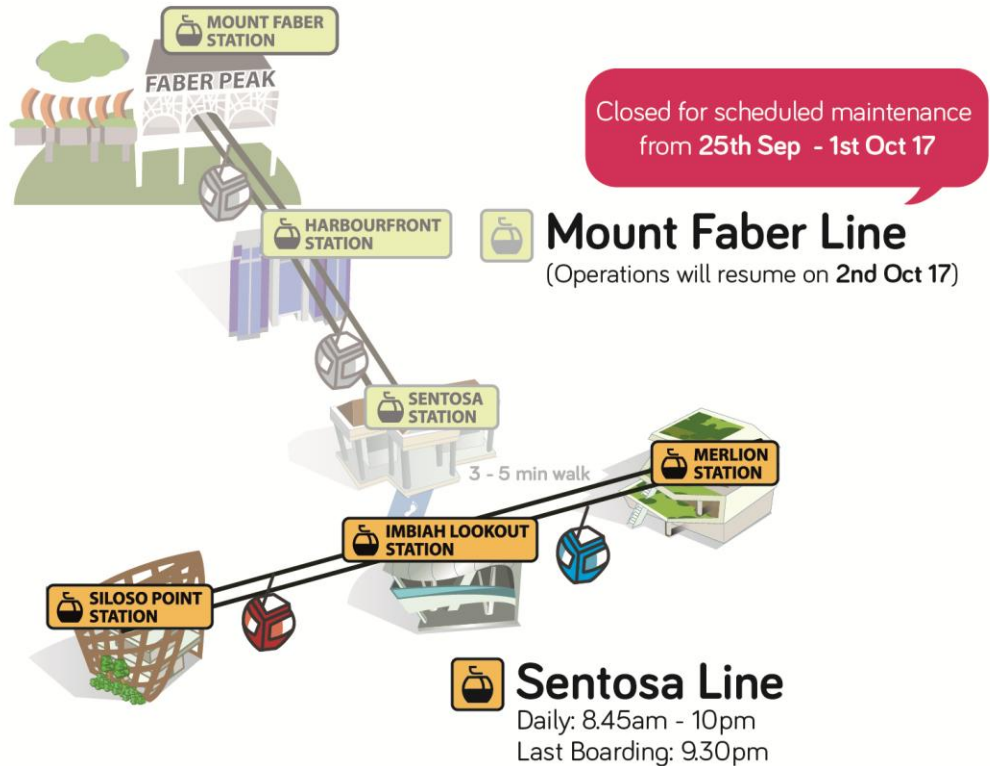 MOUNT FABER
STATION
FABER PEAK
Closed for scheduled maintenance
from 25th Sep - 1st Oct 17
HARBOURFRONT
STATION
Mount Faber Line
(Operations will resume on 2nd Oct 17)
SENTOSA
STATION
3 - 5 min walk
MERLION
STATION
IMBIAH LOOKOUT
STATION
SILOSO POINT
STATION
Sentosa Line
Daily: 8.45am - 10pm
Last Boarding: 9.30pm